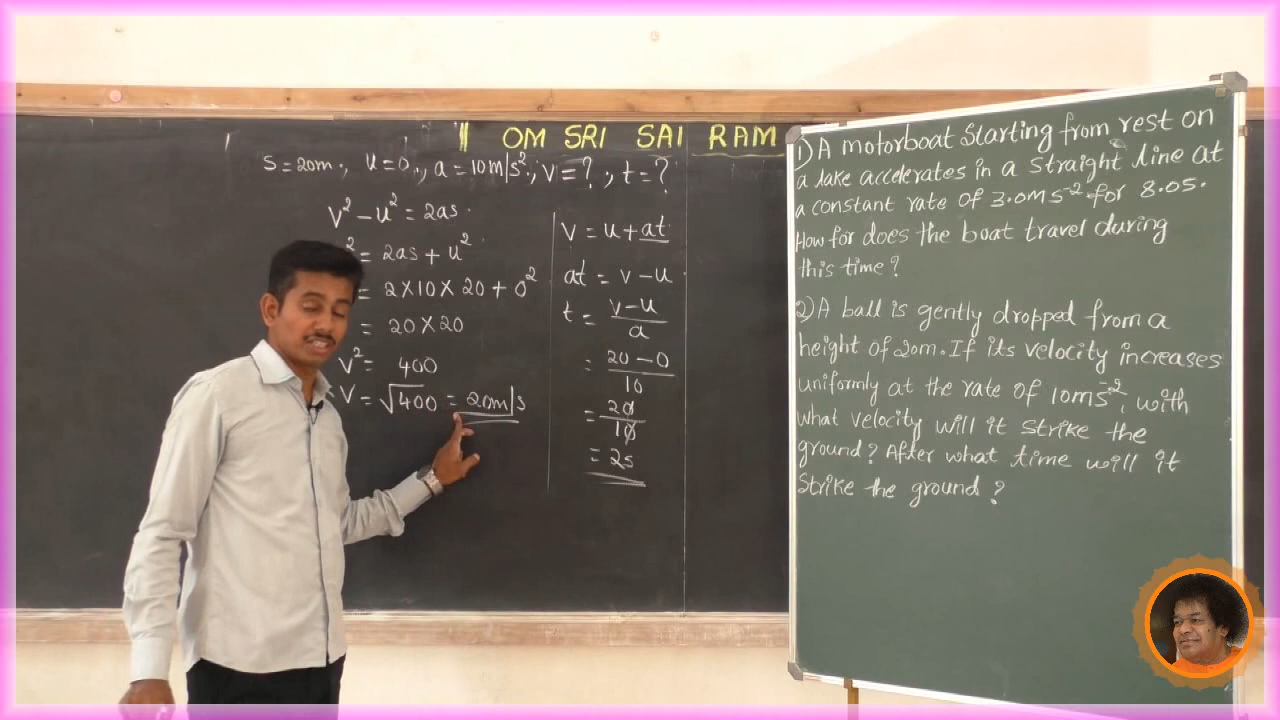 || OM SRI SAI RAM
S=20m., u=0., a=10m/s²., v=?, t=?
V²-u² = 2as.
² = 2as + u²
= 2×10×20+0²
= 20×20
V² = 400
V = √400 = 20m/s
V = u+at
at = v-u
t = v-u/a
= 20-0/10
= 20/10
= 2s
1) A motorboat starting from rest on
a lake accelerates in a straight line at
a constant rate of 3.0ms⁻² for 8.0s.
How for does the boat travel during
this time?
2) A ball is gently dropped from a
height of 20m. If its velocity increases
uniformly at the rate of 10ms⁻², with
what velocity will it strike the
ground? After what time will it
strike the ground?